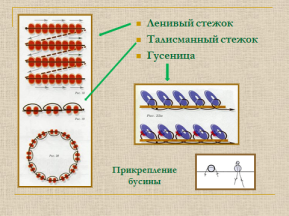 Ленивый стежок
Талисманный стежок
Гусеница
Прикрепление
бусины